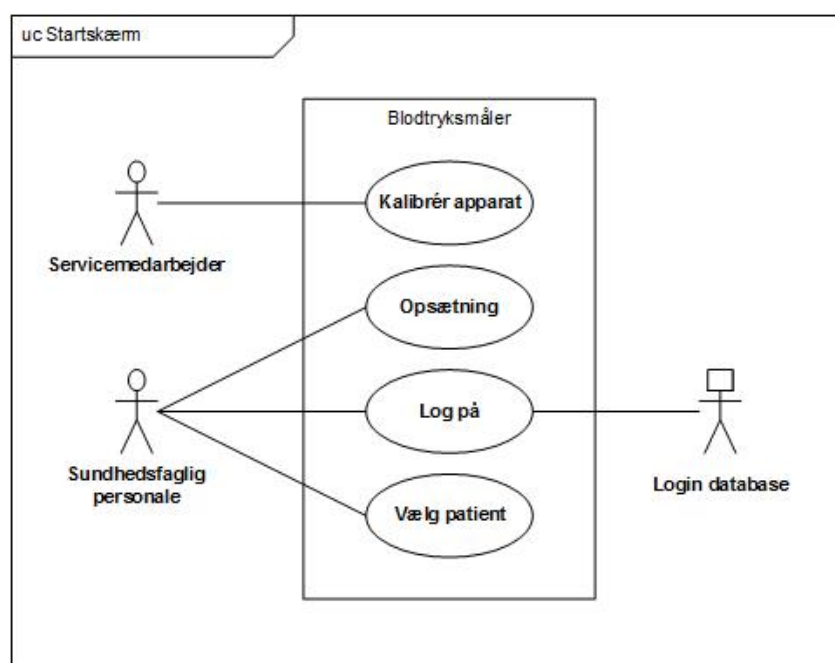 uc Startskærm
Blodtryksmåler
Kalibrér apparat
Servicemedarbejder
Opsætning
Log på
Sundhedsfaglig
personale
Login database
Vælg patient